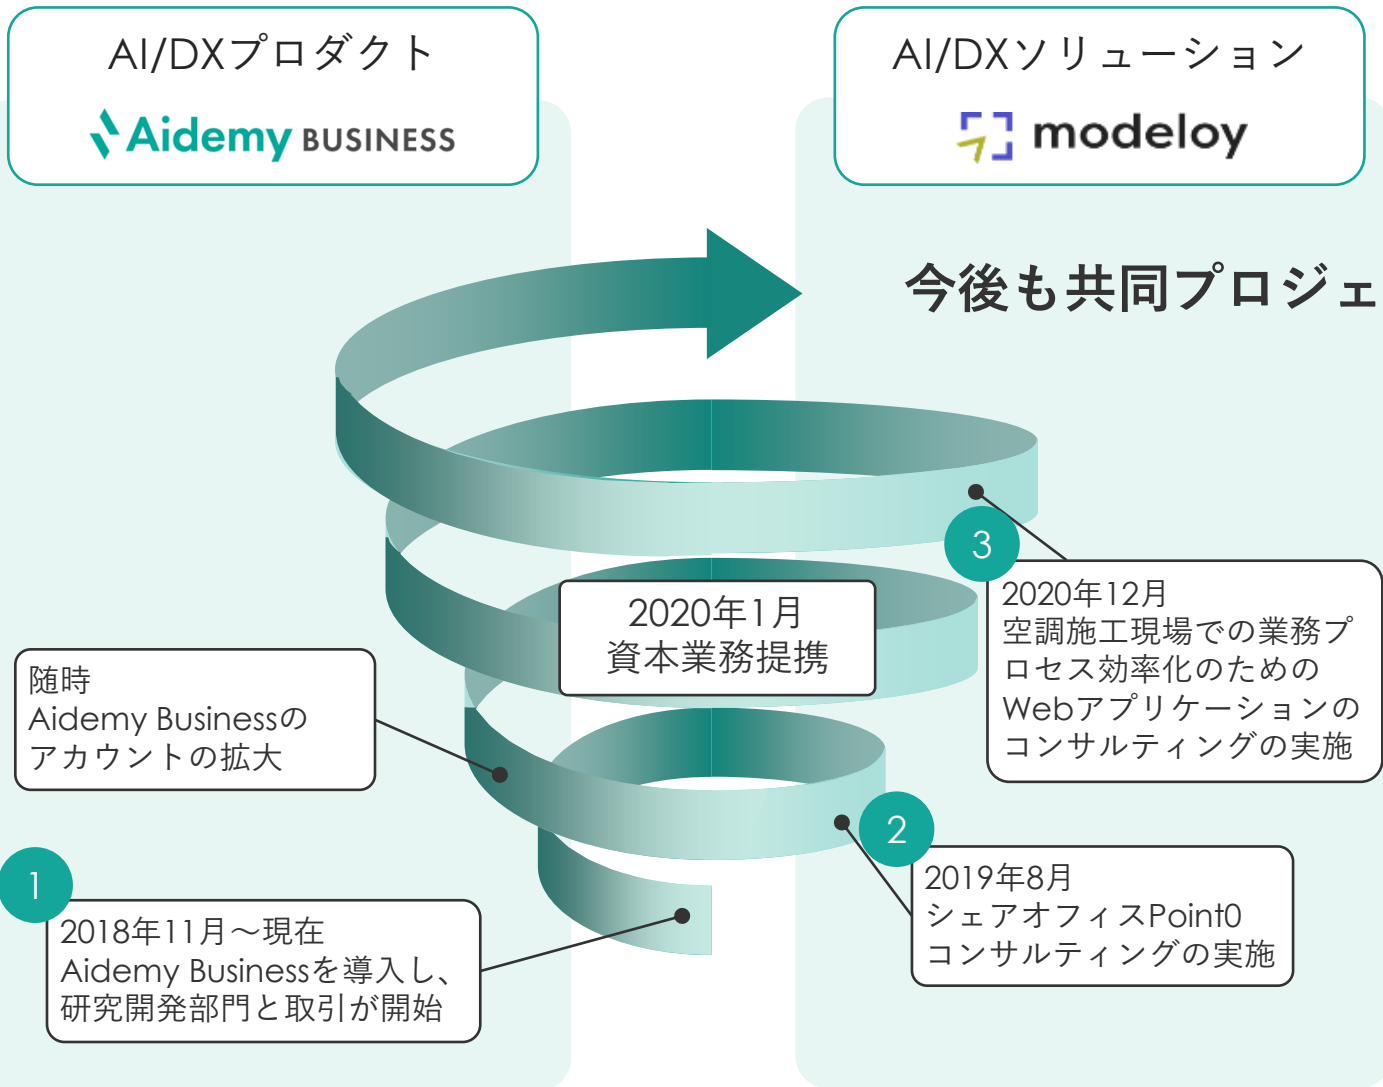 AI/DXプロダクト
Aidemy BUSINESS
AI/DXソリューション
modeloy
今後も共同プロジェ
3
2020年12月
空調施工現場での業務プ
ロセス効率化のための
Webアプリケーションの
コンサルティングの実施
2020年1月
資本業務提携
随時
Aidemy Businessの
アカウントの拡大
2
2019年8月
シェアオフィスPoint0
コンサルティングの実施
1
2018年11月～現在
Aidemy Businessを導入し、
研究開発部門と取引が開始